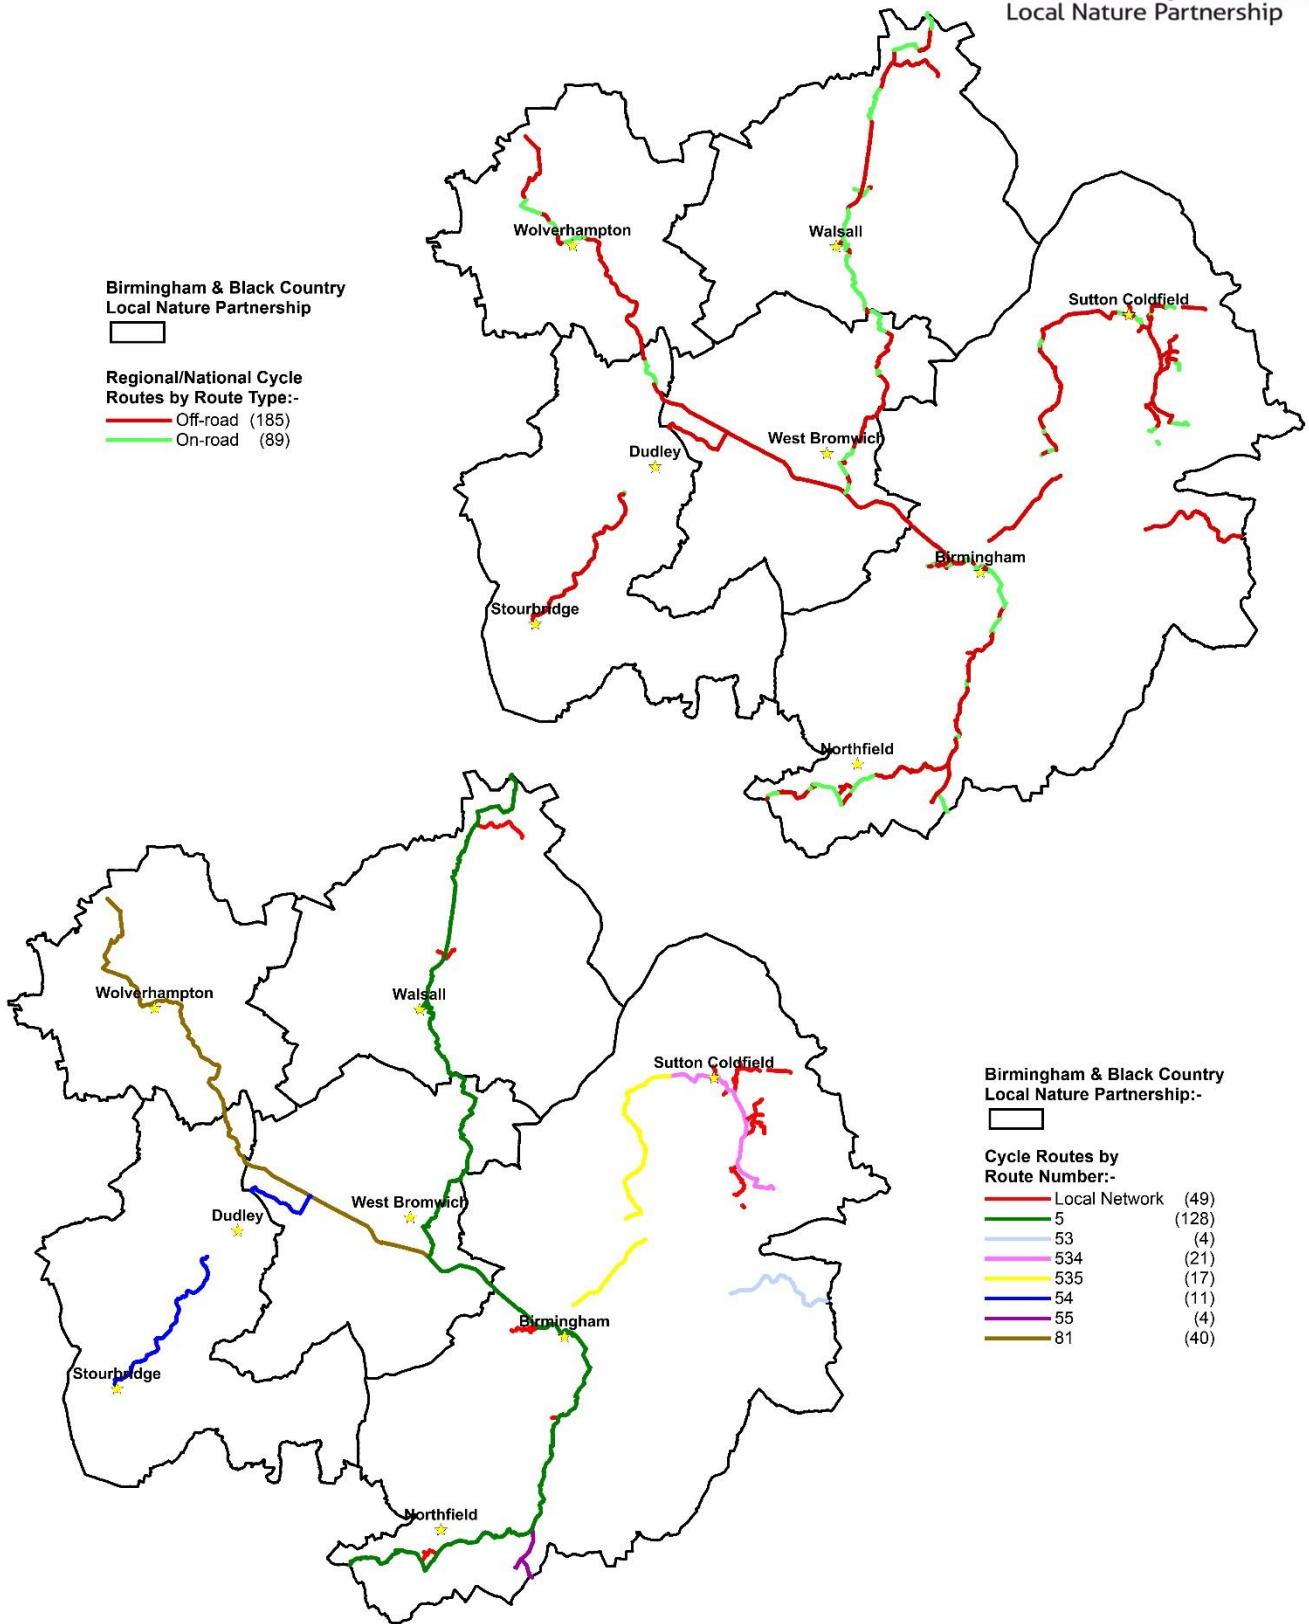 Local Nature Partnership
Wolverhampton
Walsall
Birmingham & Black Country
Local Nature Partnership
Sutton Coldfield
Regional/National Cycle
Routes by Route Type:-
Off-road (185)
On-road (89)
West Bromwich
Dudley
Birmingham
Stourbridge
Northfield
Wolverhampton
Walsall
Sutton Coldfield
Birmingham & Black Country
Local Nature Partnership:-
Cycle Routes by
Route Number:-
Local Network (49)
5 (128)
53 (4)
534 (21)
535 (17)
54 (11)
55 (4)
81 (40)
West Bromwich
Dudley
Birmingham
Stourbridge
Northfield